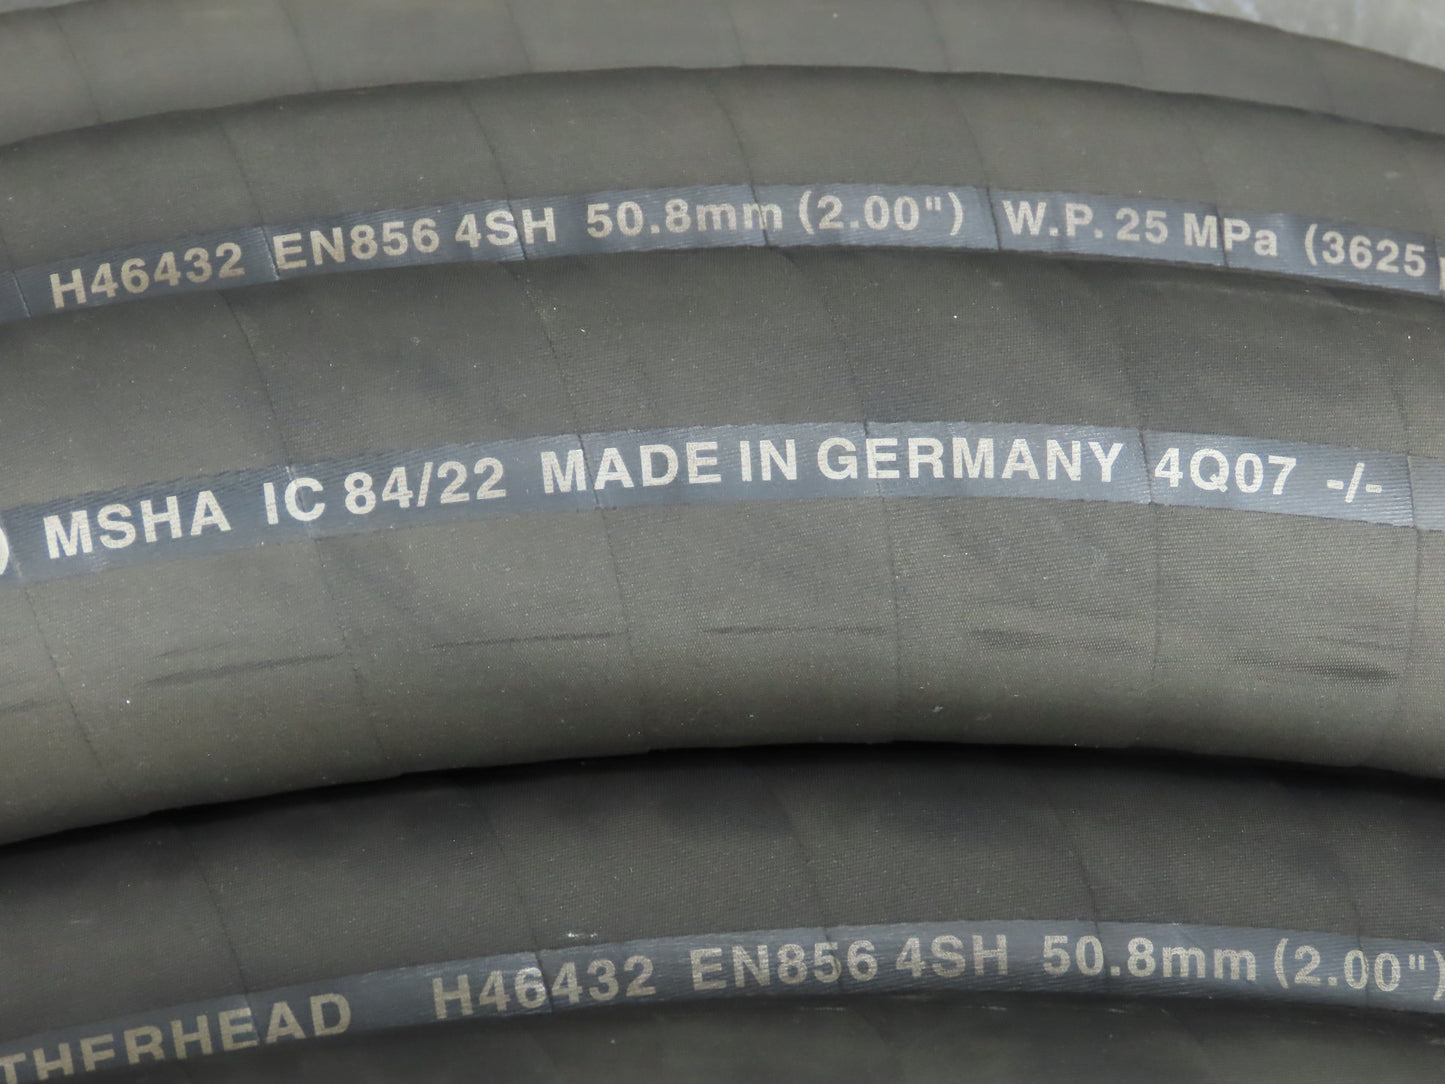 H46432 EN856 4SH 50.8mm (2.00") W.P. 25 MPa (3625
) MSHA IC 84/22 MADE IN GERMANY 4Q07 -/-
THERHEAD H46432 EN856 4SH 50.8mm (2.00")